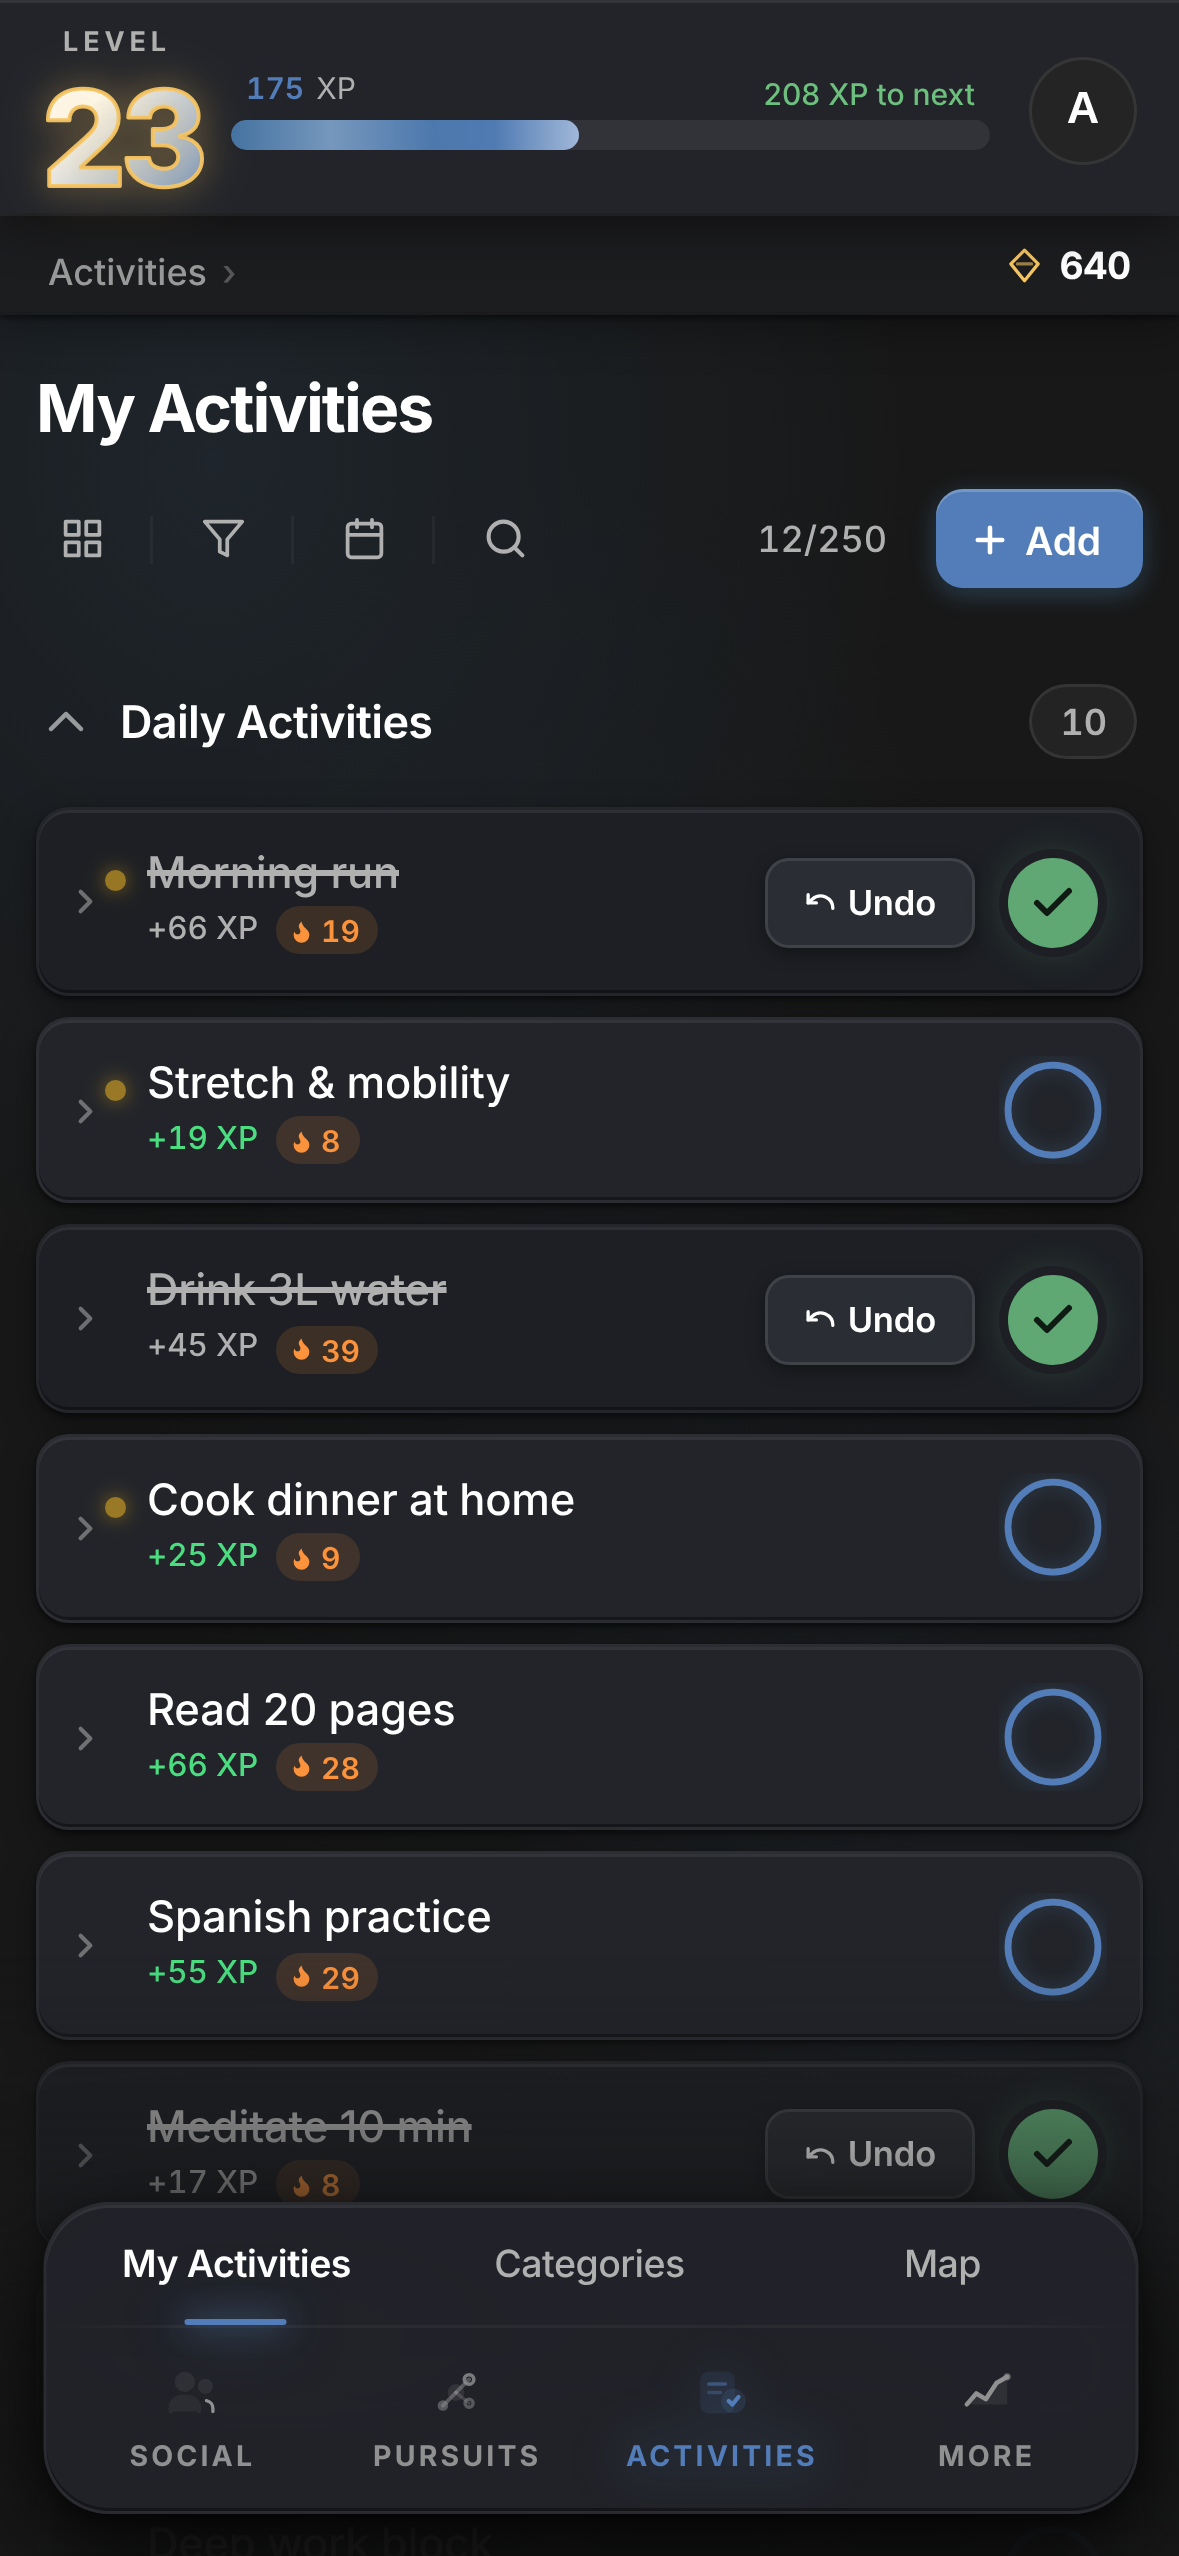 LEVEL
23
175 XP
208 XP to next
A
Activities ›
640
My Activities
12/250
+ Add
Daily Activities
10
Morning run
+66 XP 19
Undo
Stretch & mobility
+19 XP 8
Drink 3L water
+45 XP 39
Undo
Cook dinner at home
+25 XP 9
Read 20 pages
+66 XP 28
Spanish practice
+55 XP 29
Meditate 10 min
+17 XP 8
Undo
My Activities
Categories
Map
SOCIAL
PURSUITS
ACTIVITIES
MORE
Deep work block